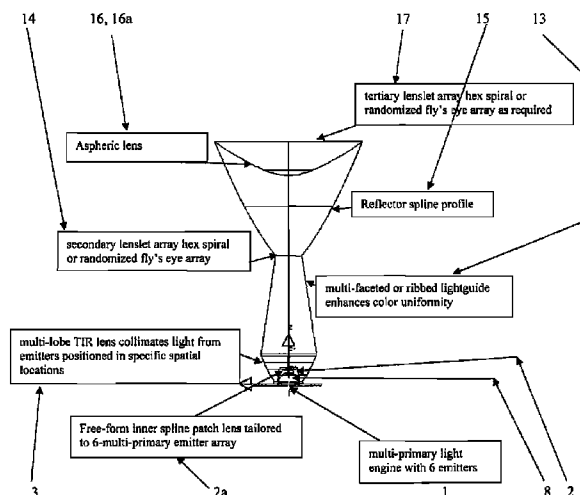 14
16, 16a
17
15
13
tertiary lenslet array hex spiral or
randomized fly's eye array as required
Aspheric lens
Reflector spline profile
secondary lenslet array hex spiral
or randomized fly's eye array
multi-faceted or ribbed lightguide
enhances color uniformity
multi-lobe TIR lens collimates light from
emitters positioned in specific spatial
locations
Free-form inner spline patch lens tailored
to 6-multi-primary emitter array
multi-primary light
engine with 6 emitters
3
2a
1
8
2